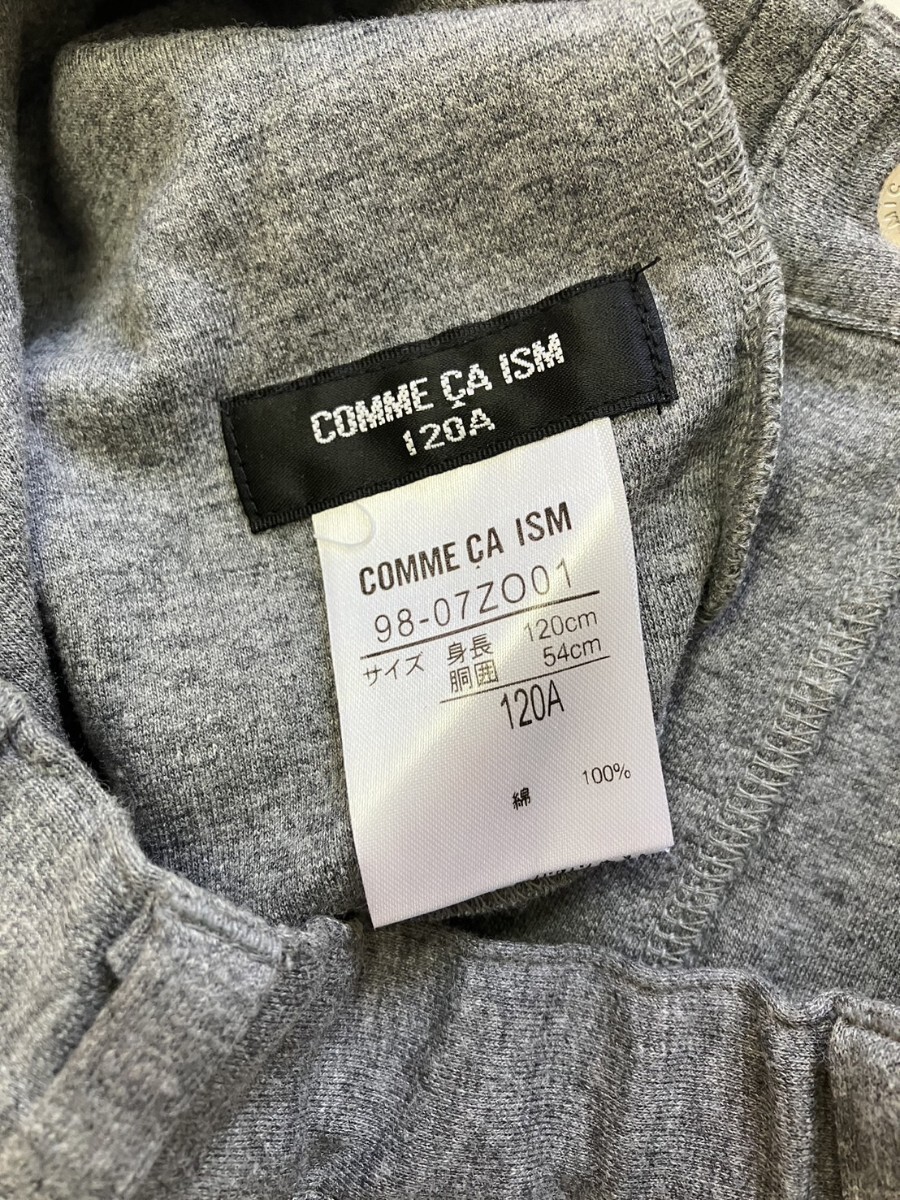 COMME ÇA ISM
120A
COMME ÇA ISM
98-07ZO01
サイズ 身長 120cm
胴囲 54cm
120A
綿 100%